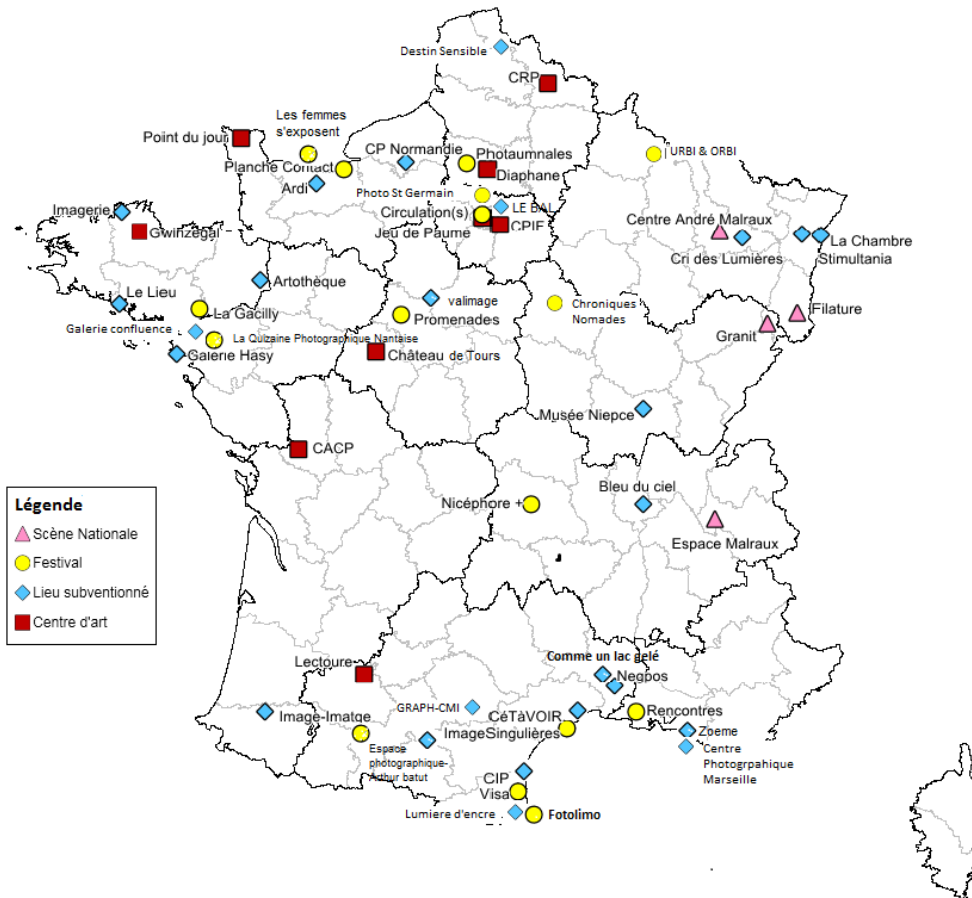 Destin Sensible
CRP
Les femmes
s'exposent
Point du jour
CP Normandie
Photaumnales
Planche Contact
Diaphane
Ardi
URBI & ORBI
Photo St Germain
LE BAL
Imagerie
Circulation(s)
CPIF
Gwinzegal
Jeu de Paume
Centre André Malraux
La Chambre
Cri des Lumières
Stimultania
Artothèque
Le Lieu
valimage
La Gacilly
Promenades
Chroniques
Nomades
Filature
Galerie confluence
La Quizaine Photographique Nantaise
Granit
Galerie Hasy
Château de Tours
Musée Niepce
CACP
Bleu du ciel
Légende
Nicéphore +
Scène Nationale
Espace Malraux
Festival
Lieu subventionné
Centre d'art
Comme un lac gelé
Lectoure
Negpos
GRAPH-CMI
Rencontres
Image-Imatge
CéTàVOIR
ImageSingulières
Zoeme
Espace
photographique-
Arthur batut
Centre
Photogrpahique
Marseille
CIP
Visa
Lumiere d'encre .
Fotolimo